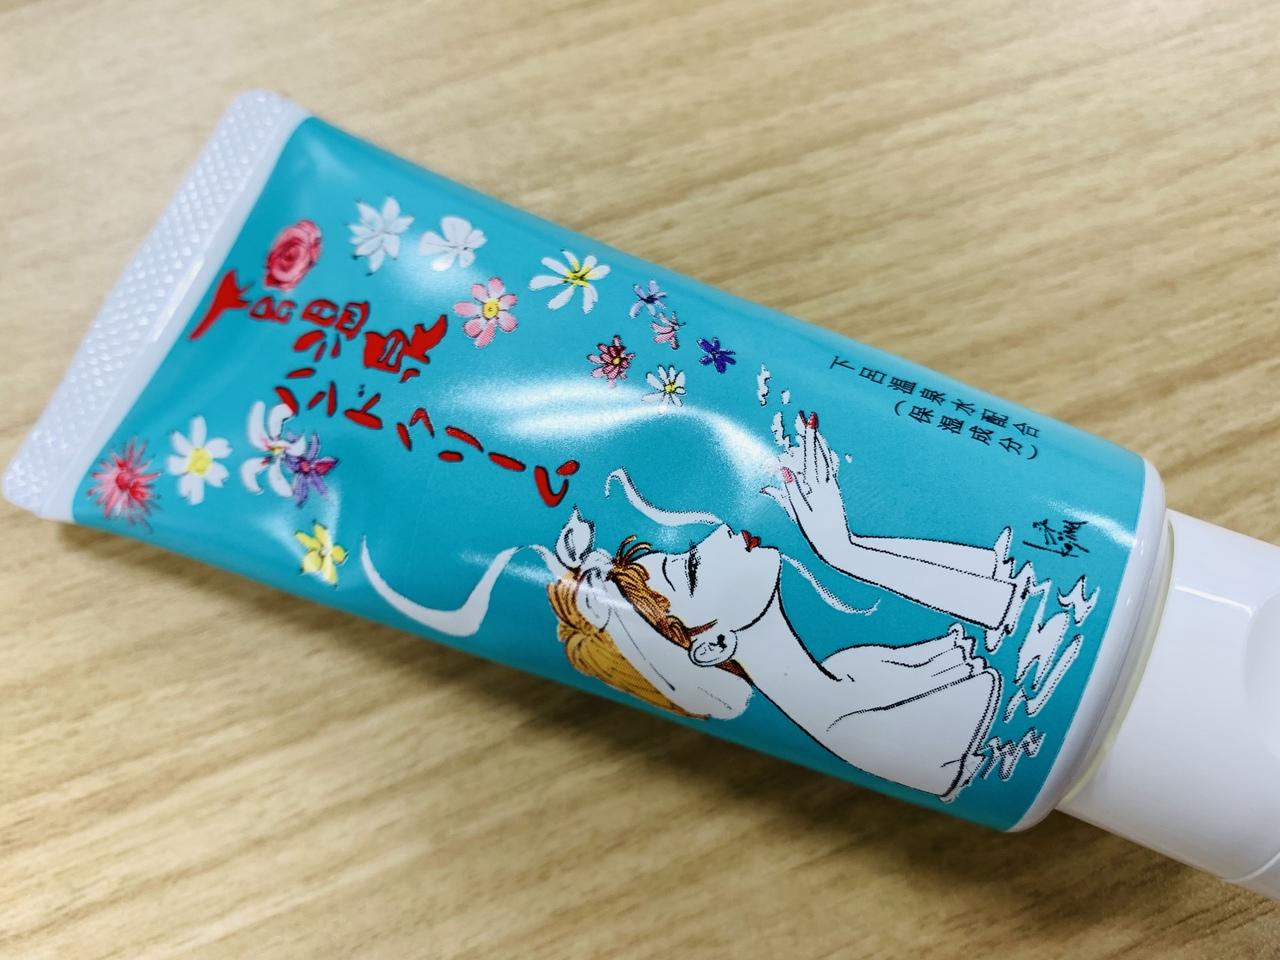 下呂温泉
ハンドクリーム
下呂温泉水配合
(保湿成分)